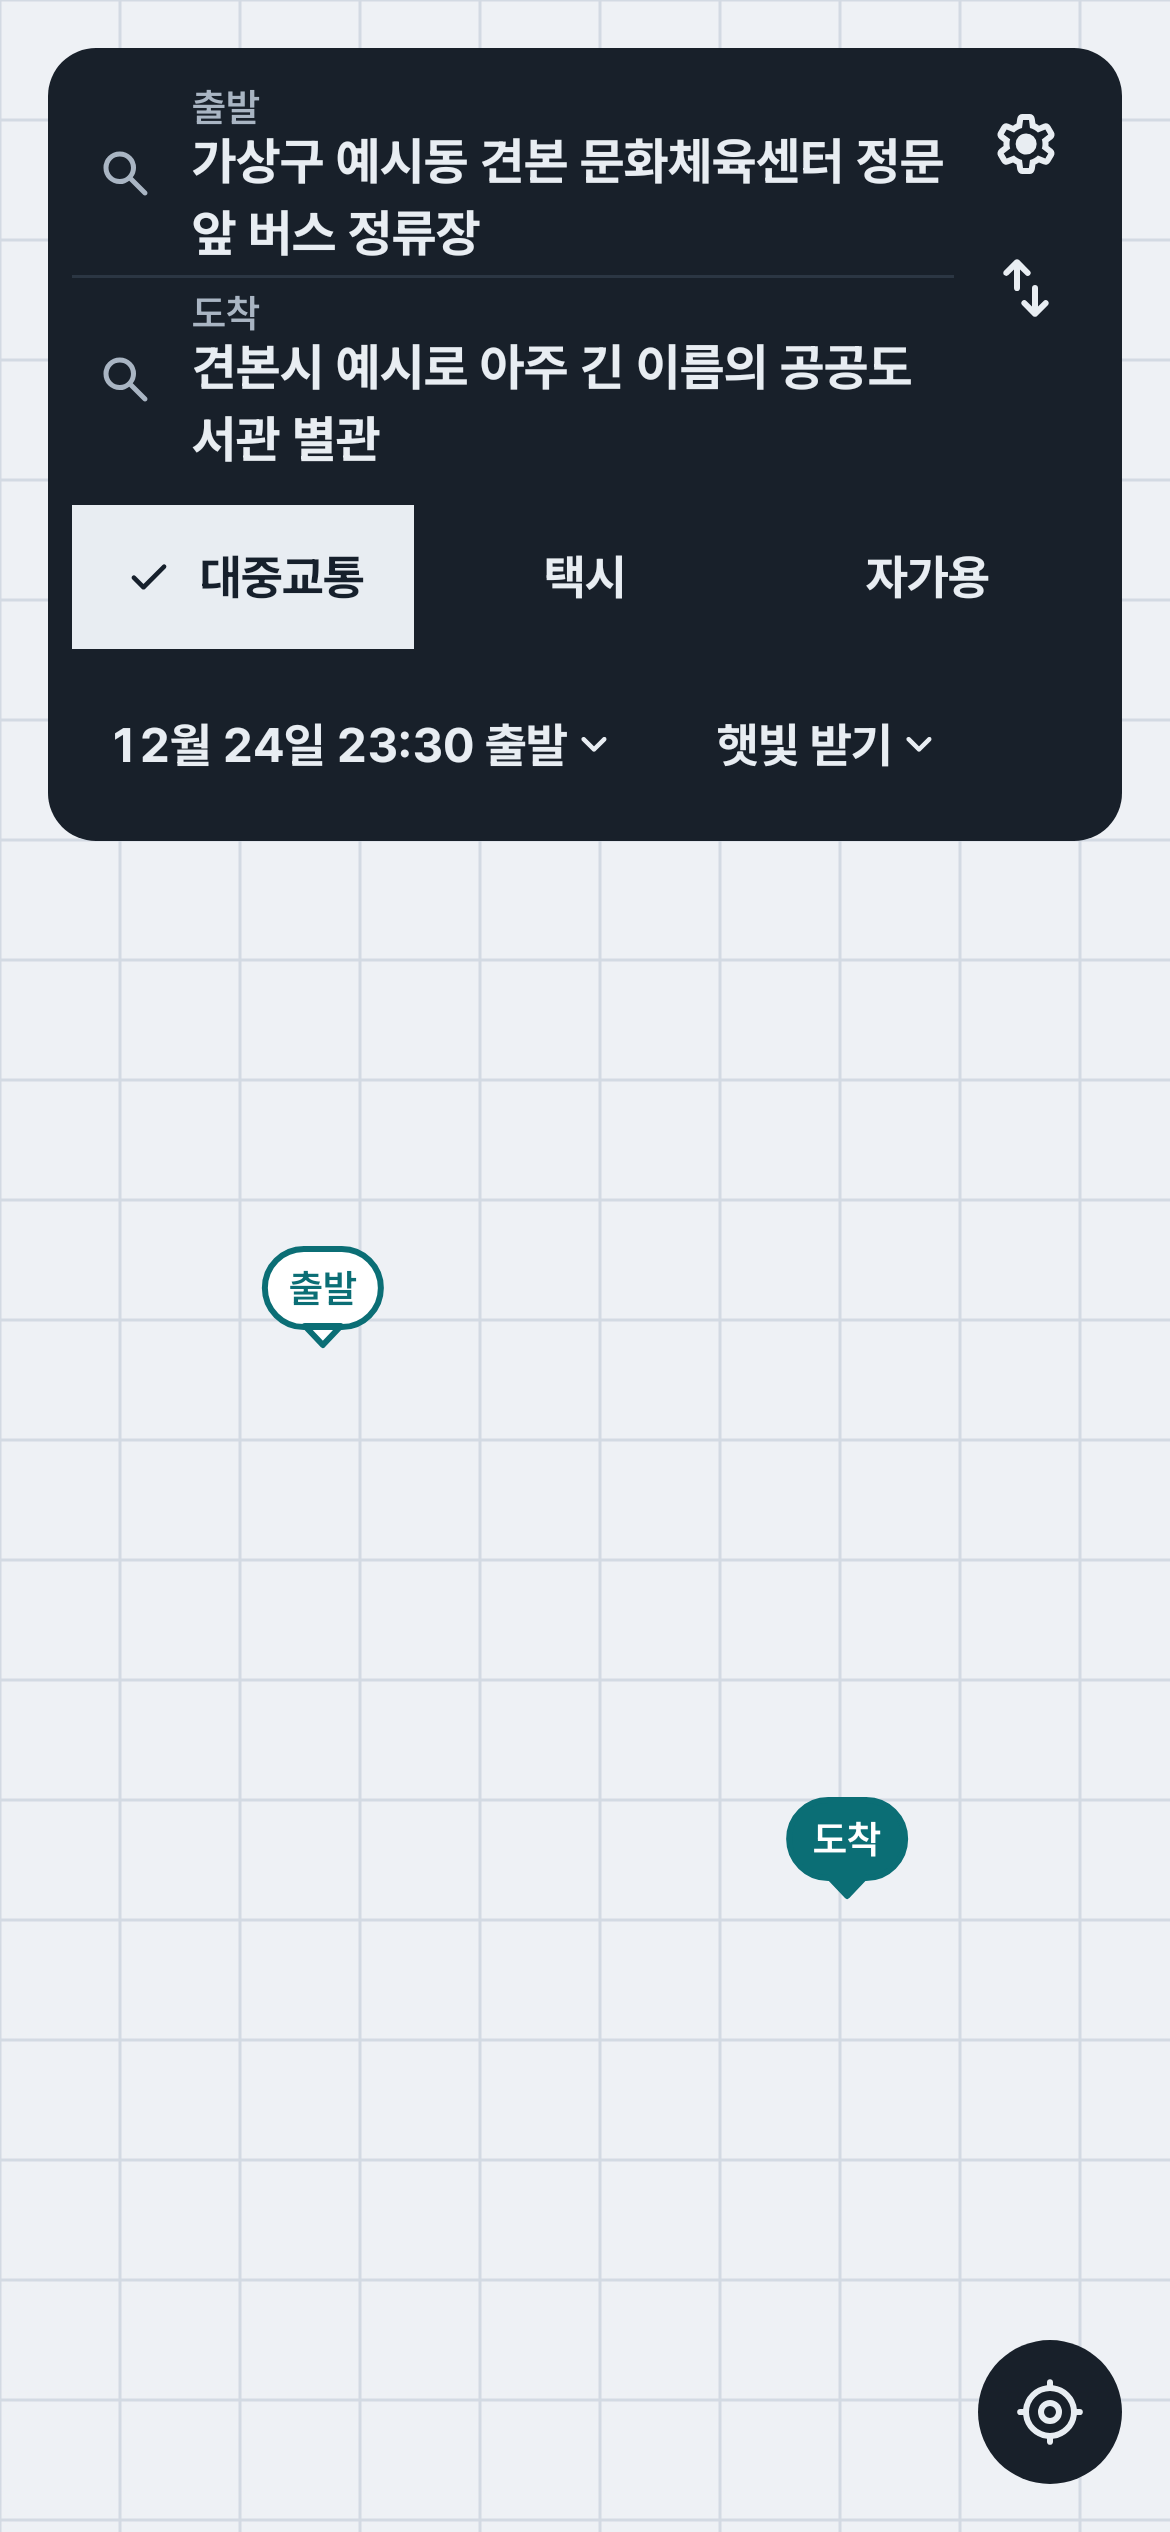 출발
가상구 예시동 견본 문화체육센터 정문
앞 버스 정류장
도착
견본시 예시로 아주 긴 이름의 공공도
서관 별관
대중교통 택시 자가용
12월 24일 23:30 출발 햇빛 받기
출발
도착